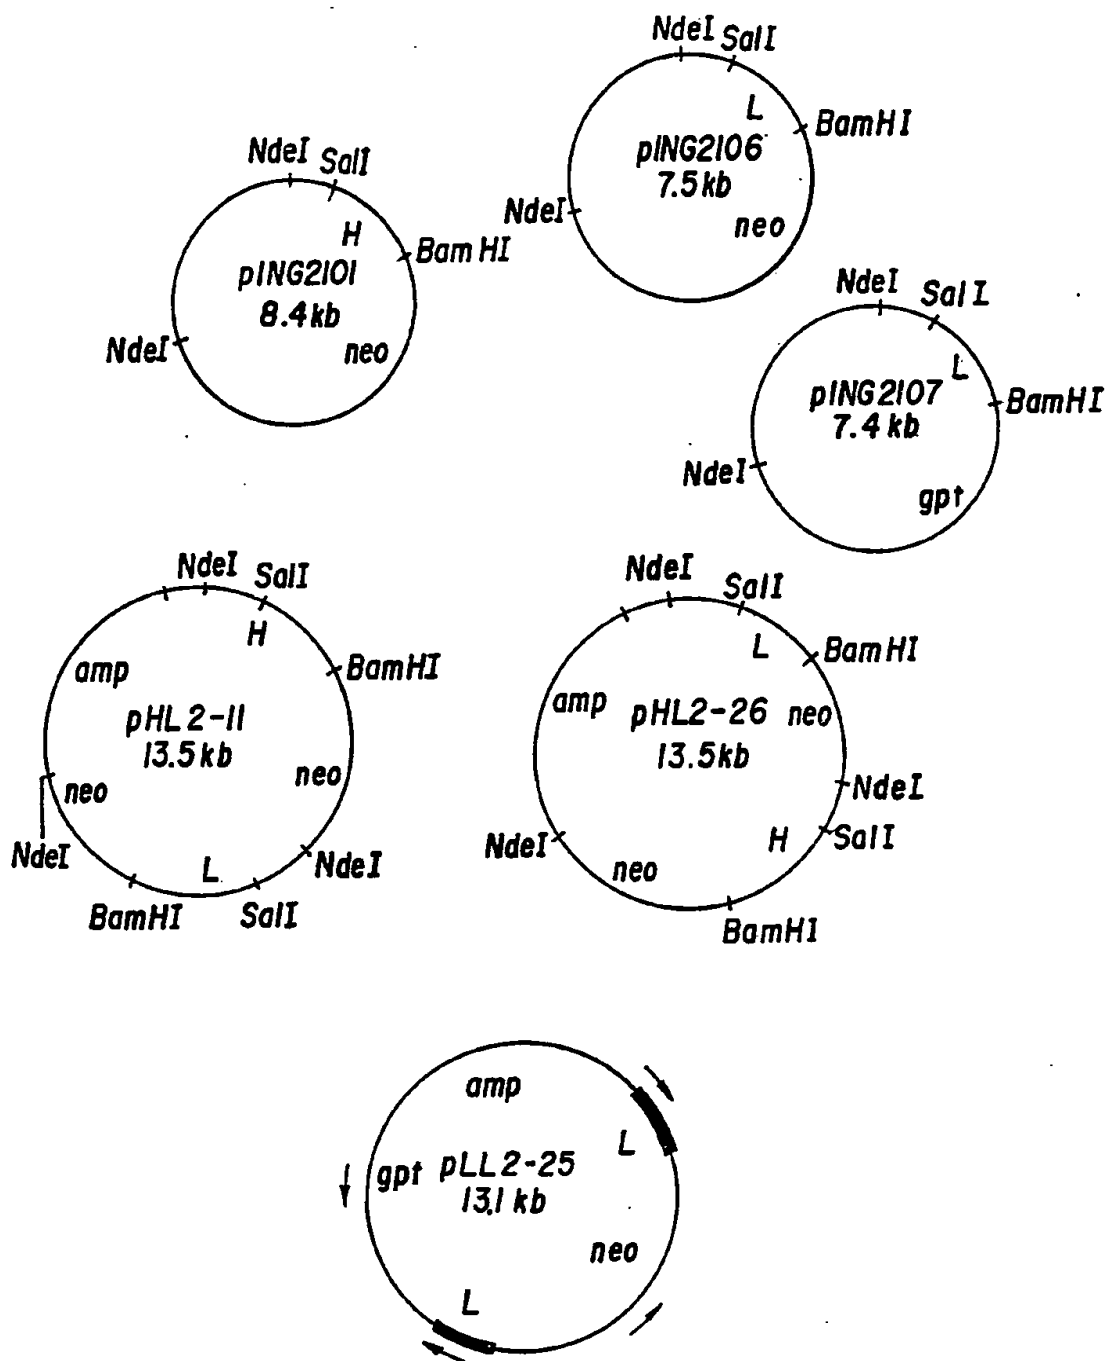 NdeI SalI
L
BamHI
pING2106
7.5kb
NdeI
neo
NdeI SalI
H
BamHI
pING2101
8.4kb
NdeI
neo
NdeI SalI
L
BamHI
pING2107
7.4kb
NdeI
gpt
NdeI SalI
H
BamHI
amp
pHL2-11
13.5kb
neo
neo
NdeI
NdeI
L
BamHI SalI
NdeI SalI
L
BamHI
amp pHL2-26 neo
13.5kb
NdeI
SalI
H
NdeI
neo
BamHI
amp
L
gpt pLL2-25
13.1kb
neo
L